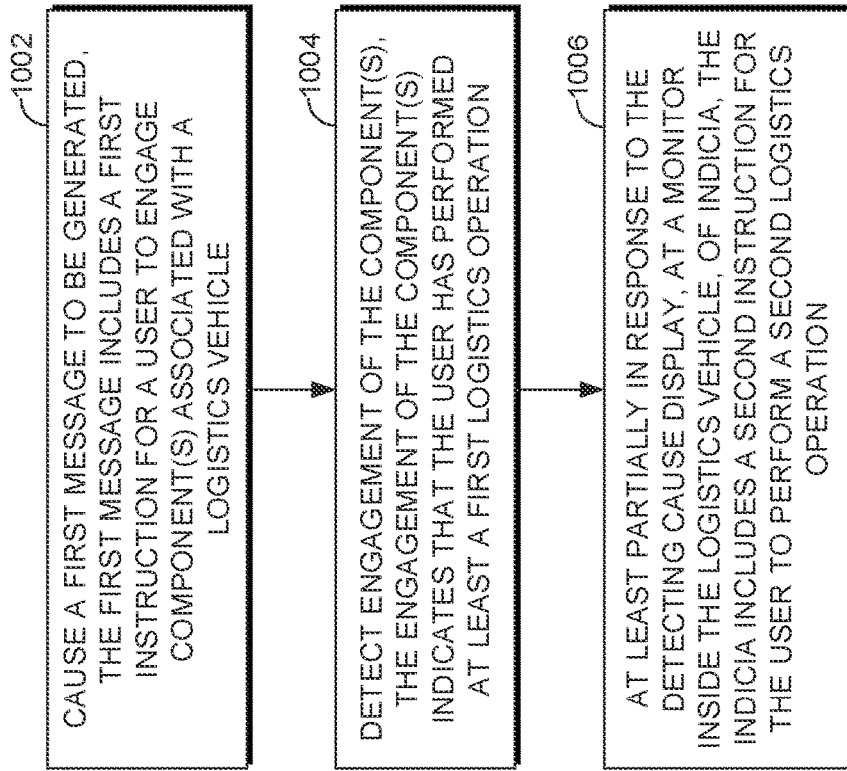 1002
CAUSE A FIRST MESSAGE TO BE GENERATED,
THE FIRST MESSAGE INCLUDES A FIRST
INSTRUCTION FOR A USER TO ENGAGE
COMPONENT(S) ASSOCIATED WITH A
LOGISTICS VEHICLE
1004
DETECT ENGAGEMENT OF THE COMPONENT(S),
THE ENGAGEMENT OF THE COMPONENT(S)
INDICATES THAT THE USER HAS PERFORMED
AT LEAST A FIRST LOGISTICS OPERATION
1006
AT LEAST PARTIALLY IN RESPONSE TO THE
DETECTING CAUSE DISPLAY, AT A MONITOR
INSIDE THE LOGISTICS VEHICLE, OF INDICIA, THE
INDICIA INCLUDES A SECOND INSTRUCTION FOR
THE USER TO PERFORM A SECOND LOGISTICS
OPERATION